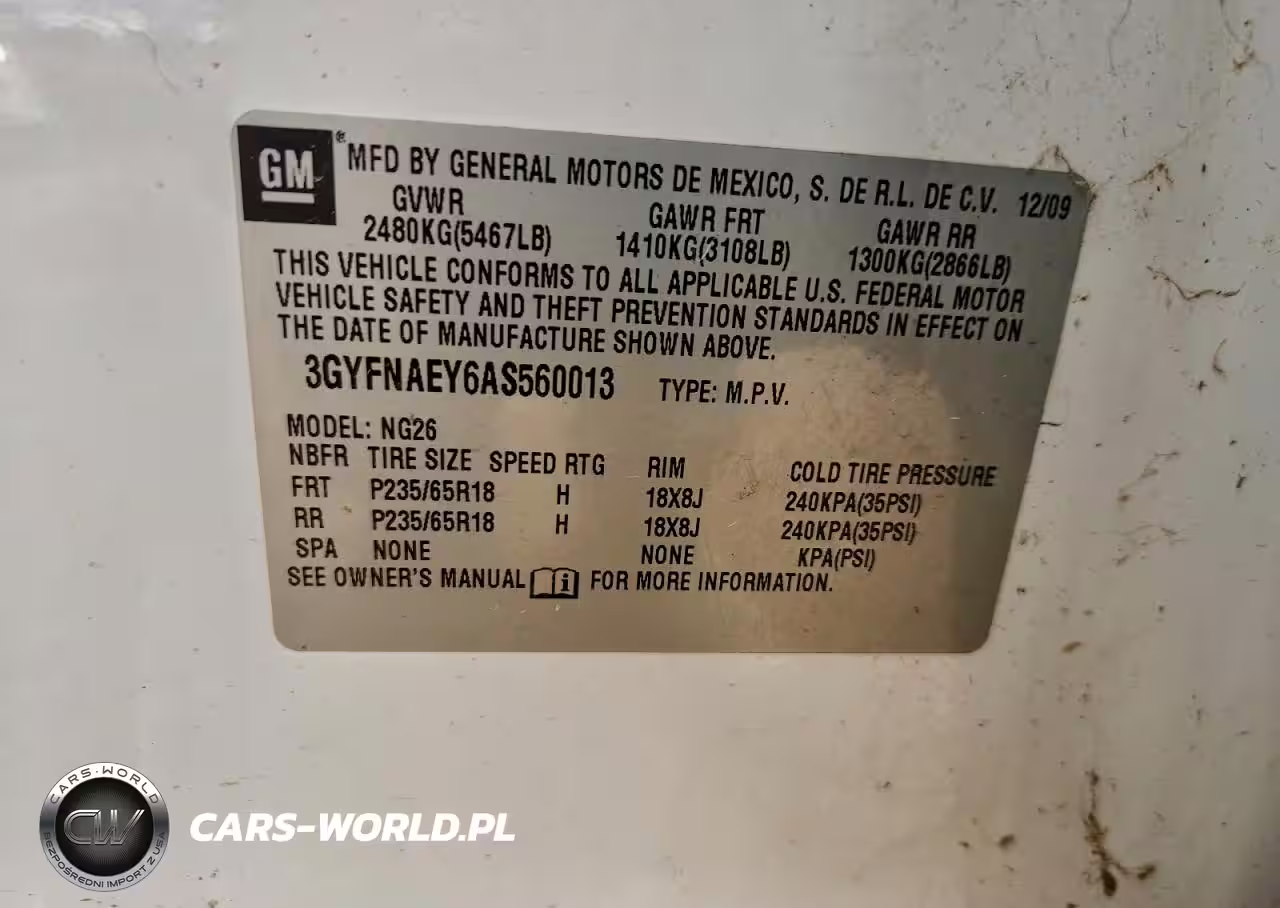 GM
® MFD BY GENERAL MOTORS DE MEXICO, S. DE R.L. DE C.V. 12/09
GVWR GAWR FRT GAWR RR
2480KG(5467LB) 1410KG(3108LB) 1300KG(2866LB)
THIS VEHICLE CONFORMS TO ALL APPLICABLE U.S. FEDERAL MOTOR
VEHICLE SAFETY AND THEFT PREVENTION STANDARDS IN EFFECT ON
THE DATE OF MANUFACTURE SHOWN ABOVE.
3GYFNAEY6AS560013 TYPE: M.P.V.
MODEL: NG26
NBFR TIRE SIZE SPEED RTG RIM COLD TIRE PRESSURE
FRT P235/65R18 H 18X8J 240KPA(35PSI)
RR P235/65R18 H 18X8J 240KPA(35PSI)
SPA NONE NONE KPA(PSI)
SEE OWNER'S MANUAL i FOR MORE INFORMATION.
CARS-WORLD
CW
BEZPOŚREDNI IMPORT Z USA
CARS-WORLD.PL